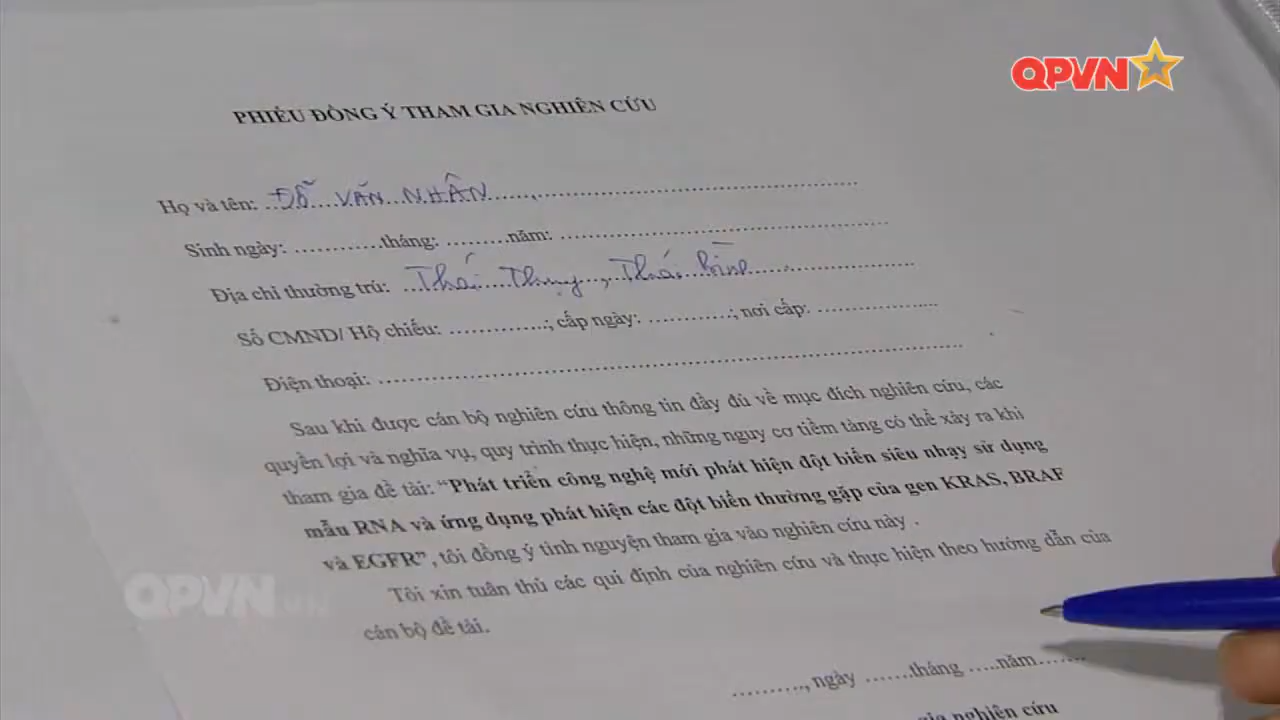 QPVN
PHIẾU ĐỒNG Ý THAM GIA NGHIÊN CỨU
Họ và tên: ..ĐỖ....VĂN...NHÂN......,.............................................
Sinh ngày: ............tháng: .........năm: .............................................
Địa chỉ thường trú: ...Thái....Thụy...,..Thái Bình..............................
Số CMND/ Hộ chiếu: .............; cấp ngày: ............; nơi cấp: .................
Điện thoại: ................................................................................
Sau khi được cán bộ nghiên cứu thông tin đầy đủ về mục đích nghiên cứu, các
quyền lợi và nghĩa vụ, quy trình thực hiện, những nguy cơ tiềm tàng có thể xảy ra khi
tham gia đề tài: “Phát triển công nghệ mới phát hiện đột biến siêu nhạy sử dụng
mẫu RNA và ứng dụng phát hiện các đột biến thường gặp của gen KRAS, BRAF
và EGFR”, tôi đồng ý tình nguyện tham gia vào nghiên cứu này .
Tôi xin tuân thủ các qui định của nghiên cứu và thực hiện theo hướng dẫn của
cán bộ đề tài.
QPVN.vn
.........., ngày .......tháng .....năm.......
gia nghiên cứu